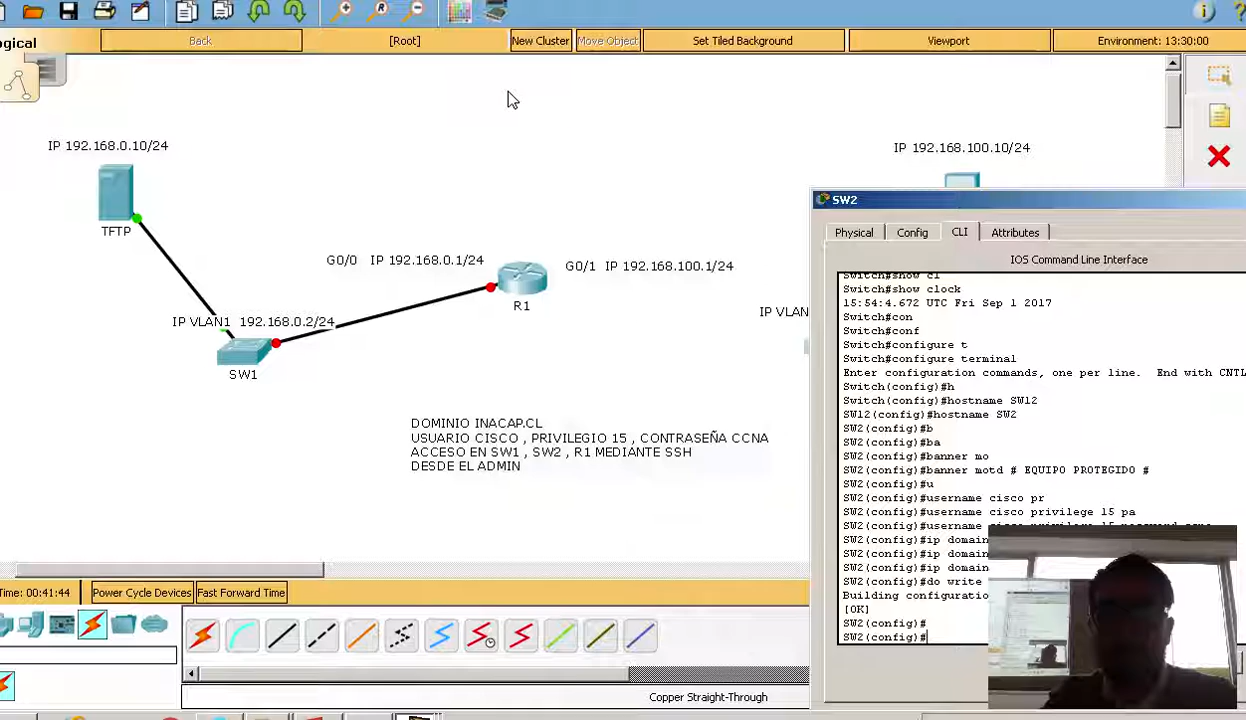 ogical
Back
[Root]
New Cluster
Move Object
Set Tiled Background
Viewport
Environment: 13:30:00
IP 192.168.0.10/24
TFTP
G0/0 IP 192.168.0.1/24
G0/1 IP 192.168.100.1/24
R1
IP VLAN1 192.168.0.2/24
SW1
IP 192.168.100.10/24
IP VLAN
DOMINIO INACAP.CL
USUARIO CISCO , PRIVILEGIO 15 , CONTRASEÑA CCNA
ACCESO EN SW1 , SW2 , R1 MEDIANTE SSH
DESDE EL ADMIN
SW2
Physical
Config
CLI
Attributes
IOS Command Line Interface
Switch#show cl
Switch#show clock
15:54:4.672 UTC Fri Sep 1 2017
Switch#con
Switch#conf
Switch#configure t
Switch#configure terminal
Enter configuration commands, one per line. End with CNTL
Switch(config)#h
Switch(config)#hostname SW12
SW12(config)#hostname SW2
SW2(config)#b
SW2(config)#ba
SW2(config)#banner mo
SW2(config)#banner motd # EQUIPO PROTEGIDO #
SW2(config)#u
SW2(config)#username cisco pr
SW2(config)#username cisco privilege 15 pa
SW2(config)#username cisco privilege 15 password
SW2(config)#ip domain
SW2(config)#ip domain
SW2(config)#ip domain
SW2(config)#do write
Building configuratio
[OK]
SW2(config)#
SW2(config)#
Time: 00:41:44
Power Cycle Devices
Fast Forward Time
Copper Straight-Through